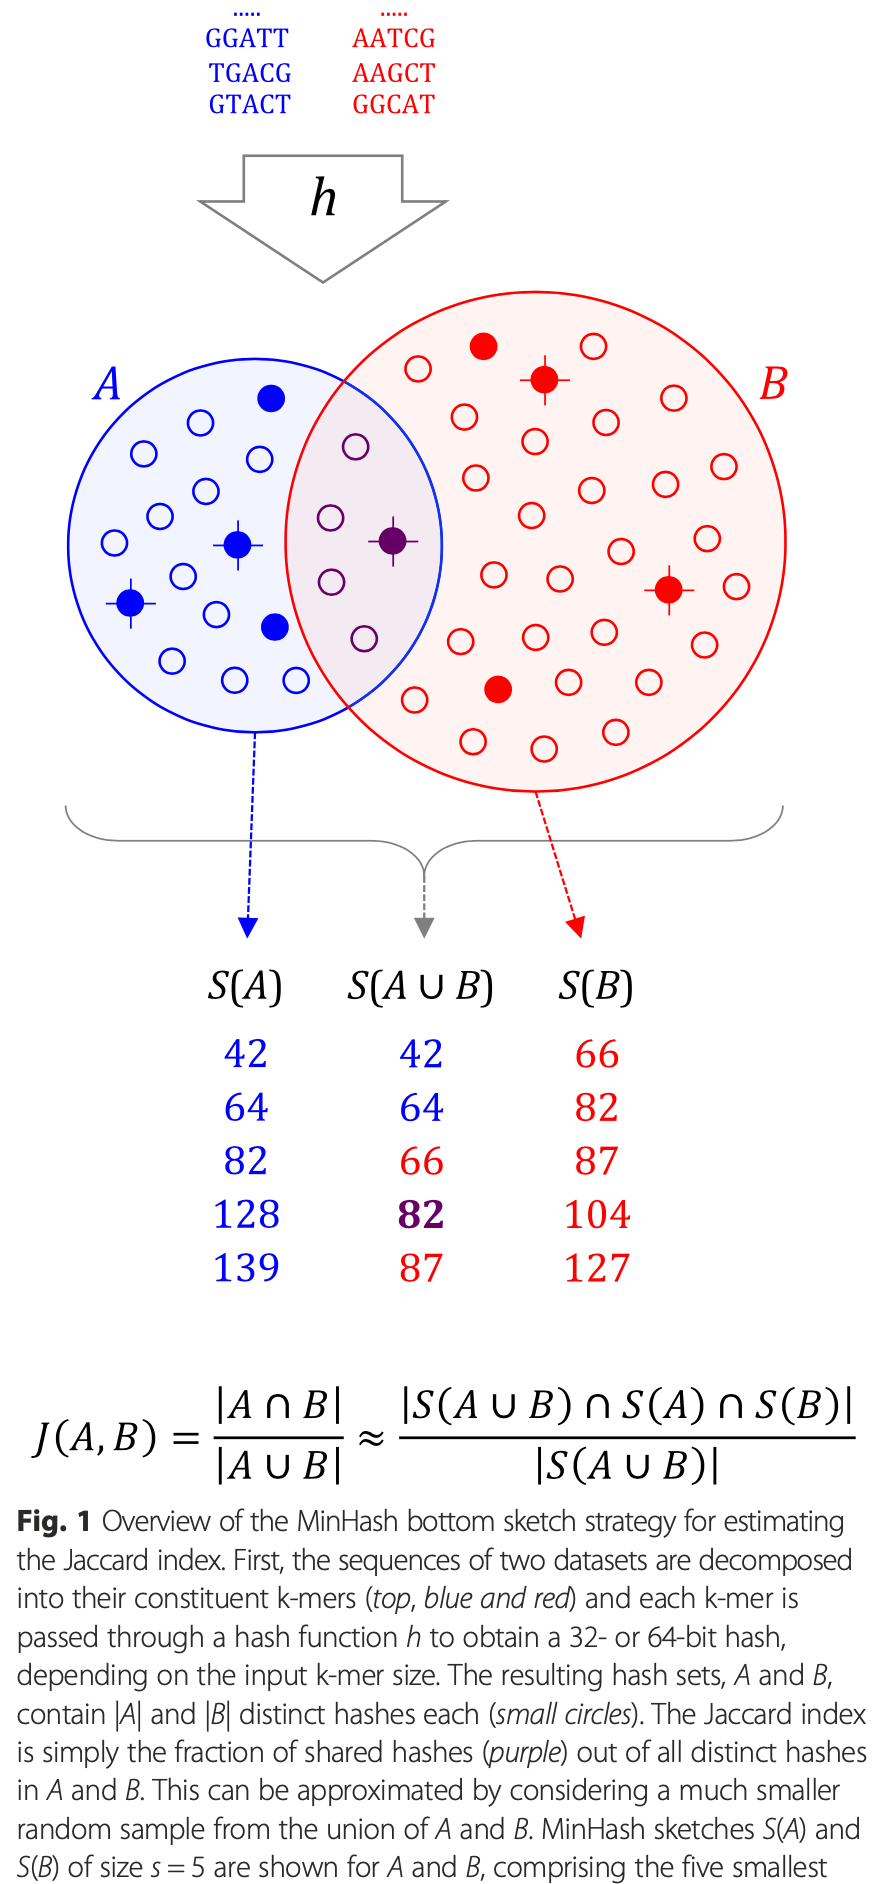 ..... .....
GGATT AATCG
TGACG AAGCT
GTACT GGCAT
h
A B
S(A) S(A ∪ B) S(B)
42 42 66
64 64 82
82 66 87
128 82 104
139 87 127
J(A, B) = |A ∩ B| / |A ∪ B| ≈ |S(A ∪ B) ∩ S(A) ∩ S(B)| / |S(A ∪ B)|
Fig. 1 Overview of the MinHash bottom sketch strategy for estimating
the Jaccard index. First, the sequences of two datasets are decomposed
into their constituent k-mers (top, blue and red) and each k-mer is
passed through a hash function h to obtain a 32- or 64-bit hash,
depending on the input k-mer size. The resulting hash sets, A and B,
contain |A| and |B| distinct hashes each (small circles). The Jaccard index
is simply the fraction of shared hashes (purple) out of all distinct hashes
in A and B. This can be approximated by considering a much smaller
random sample from the union of A and B. MinHash sketches S(A) and
S(B) of size s = 5 are shown for A and B, comprising the five smallest